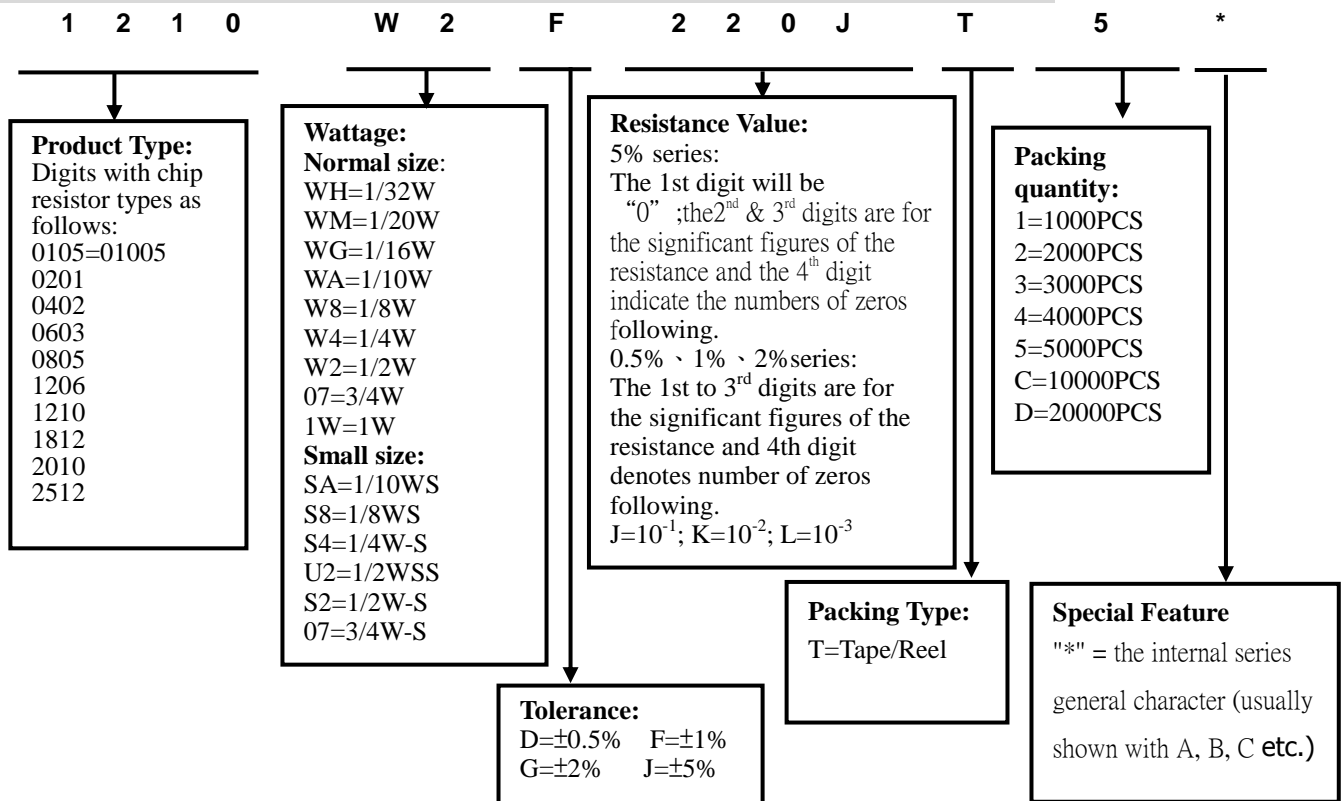 1 2 1 0 W 2 F 2 2 0 J T 5 *
Product Type:
Digits with chip
resistor types as
follows:
0105=01005
0201
0402
0603
0805
1206
1210
1812
2010
2512
Wattage:
Normal size:
WH=1/32W
WM=1/20W
WG=1/16W
WA=1/10W
W8=1/8W
W4=1/4W
W2=1/2W
07=3/4W
1W=1W
Small size:
SA=1/10WS
S8=1/8WS
S4=1/4W-S
U2=1/2WSS
S2=1/2W-S
07=3/4W-S
Tolerance:
D=±0.5% F=±1%
G=±2% J=±5%
Resistance Value:
5% series:
The 1st digit will be
“0” ;the2nd & 3rd digits are for
the significant figures of the
resistance and the 4th digit
indicate the numbers of zeros
following.
0.5%、1%、2%series:
The 1st to 3rd digits are for
the significant figures of the
resistance and 4th digit
denotes number of zeros
following.
J=10-1; K=10-2; L=10-3
Packing Type:
T=Tape/Reel
Packing
quantity:
1=1000PCS
2=2000PCS
3=3000PCS
4=4000PCS
5=5000PCS
C=10000PCS
D=20000PCS
Special Feature
"*" = the internal series
general character (usually
shown with A, B, C etc.)